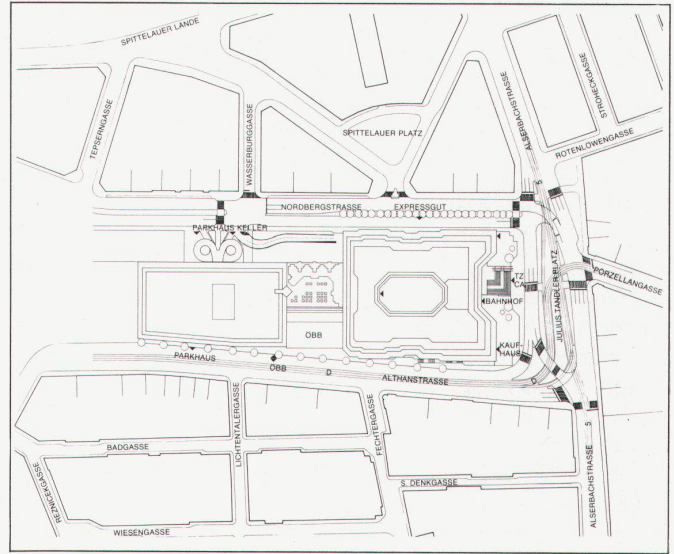 SPITTELAUER LÄNDE
TEPSERNGASSE
WASSERBURGGASSE
SPITTELAUER PLATZ
ALSERBACHSTRASSE
STROHECKGASSE
ROTENLÖWENGASSE
5
NORDBERGSTRASSE
EXPRESSGUT
PARKHAUS KELLER
PORZELLANGASSE
TZ
CA
BAHNHOF
JULIUS TANDLER PLATZ
ÖBB
KAUF-
HAUS
PARKHAUS
ÖBB
D
ALTHANSTRASSE
D
5
LICHTENTALERGASSE
FECHTERGASSE
BADGASSE
REZNICEKGASSE
S. DENKGASSE
ALSERBACHSTRASSE
WIESENGASSE